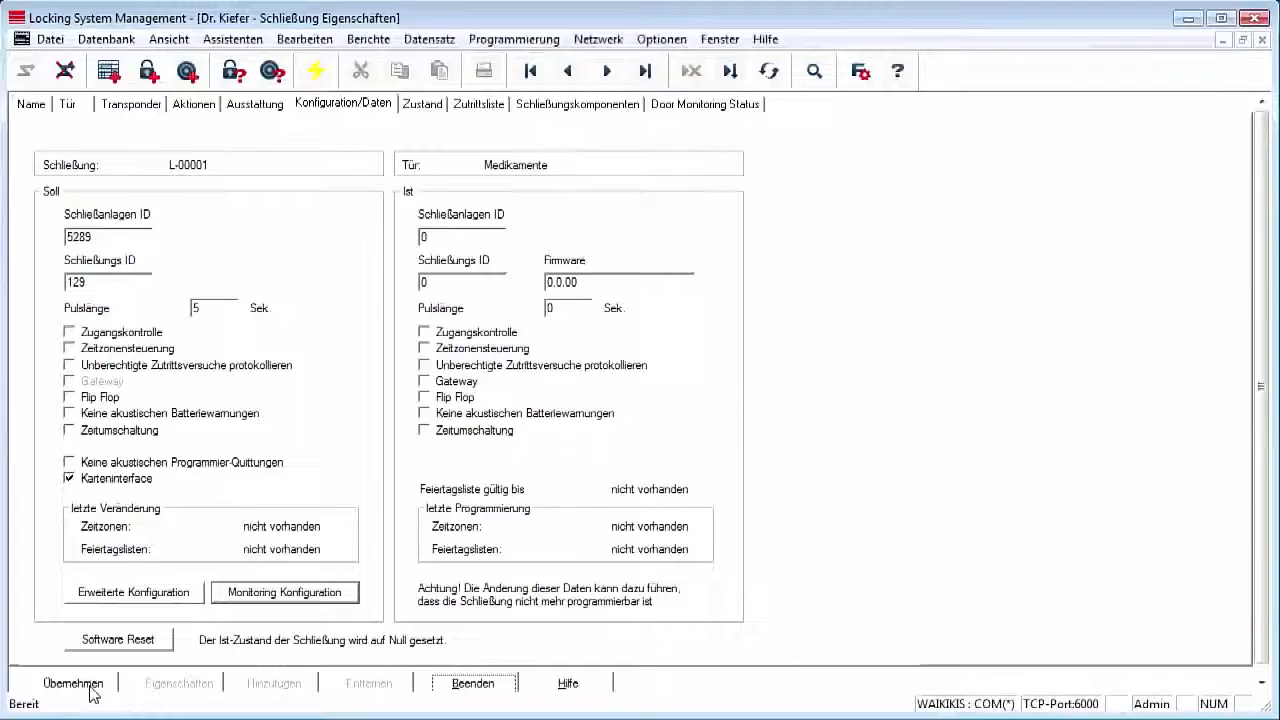 Locking System Management - [Dr. Kiefer - Schließung Eigenschaften]
Datei Datenbank Ansicht Assistenten Bearbeiten Berichte Datensatz Programmierung Netzwerk Optionen Fenster Hilfe
Name Tür Transponder Aktionen Ausstattung Konfiguration/Daten Zustand Zutrittsliste Schließungskomponenten Door Monitoring Status
Schließung: L-00001
Tür: Medikamente
Soll
Schließanlagen ID
5289
Schließungs ID
129
Pulslänge 5 Sek.
Zugangskontrolle
Zeitzonensteuerung
Unberechtigte Zutrittsversuche protokollieren
Gateway
Flip Flop
Keine akustischen Batteriewarnungen
Zeitumschaltung
Keine akustischen Programmier-Quittungen
Karteninterface
letzte Veränderung
Zeitzonen: nicht vorhanden
Feiertagslisten: nicht vorhanden
Erweiterte Konfiguration Monitoring Konfiguration
Ist
Schließanlagen ID
0
Schließungs ID Firmware
0 0.0.00
Pulslänge 0 Sek.
Zugangskontrolle
Zeitzonensteuerung
Unberechtigte Zutrittsversuche protokollieren
Gateway
Flip Flop
Keine akustischen Batteriewarnungen
Zeitumschaltung
Feiertagsliste gültig bis nicht vorhanden
letzte Programmierung
Zeitzonen: nicht vorhanden
Feiertagslisten: nicht vorhanden
Achtung! Die Änderung dieser Daten kann dazu führen,
dass die Schließung nicht mehr programmierbar ist
Software Reset Der Ist-Zustand der Schließung wird auf Null gesetzt.
Übernehmen Eigenschaften Hinzufügen Entfernen Beenden Hilfe
Bereit WAIKIKIS : COM(*) TCP-Port:6000 Admin NUM